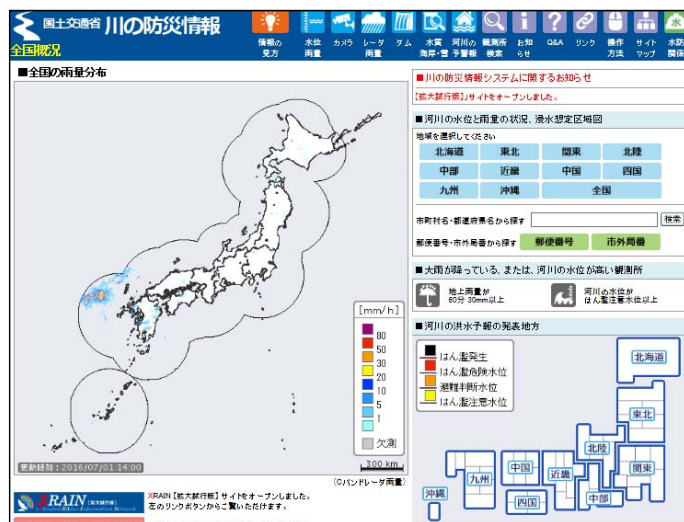 国土交通省 川の防災情報
全国概況
情報の見方
水位雨量
カメラ
レーダ雨量
ダム
水質海岸・雪
河川の予警報
観測所検索
お知らせ
Q&A
リンク
操作方法
サイトマップ
水防関係
■全国の雨量分布
[mm/h]
80
50
30
20
10
5
1
欠測
300 km
更新時刻:2016/07/01 14:00
(Cバンドレーダ雨量)
XRAIN【拡大試行版】
XRAIN【拡大試行版】サイトをオープンしました。
左のリンクボタンからご覧いただけます。
■川の防災情報システムに関するお知らせ
【拡大試行版】サイトをオープンしました。
■河川の水位と雨量の状況、浸水想定区域図
地域を選択してください
北海道 東北 関東 北陸
中部 近畿 中国 四国
九州 沖縄 全国
市町村名・都道府県名から探す 検索
郵便番号・市外局番から探す 郵便番号 市外局番
■大雨が降っている、または、河川の水位が高い観測所
地上雨量が
60分 30mm以上
河川の水位が
はん濫注意水位以上
■河川の洪水予報の発表地方
はん濫発生
はん濫危険水位
避難判断水位
はん濫注意水位
北海道
東北
北陸
関東
中国
近畿
九州
四国
中部
沖縄